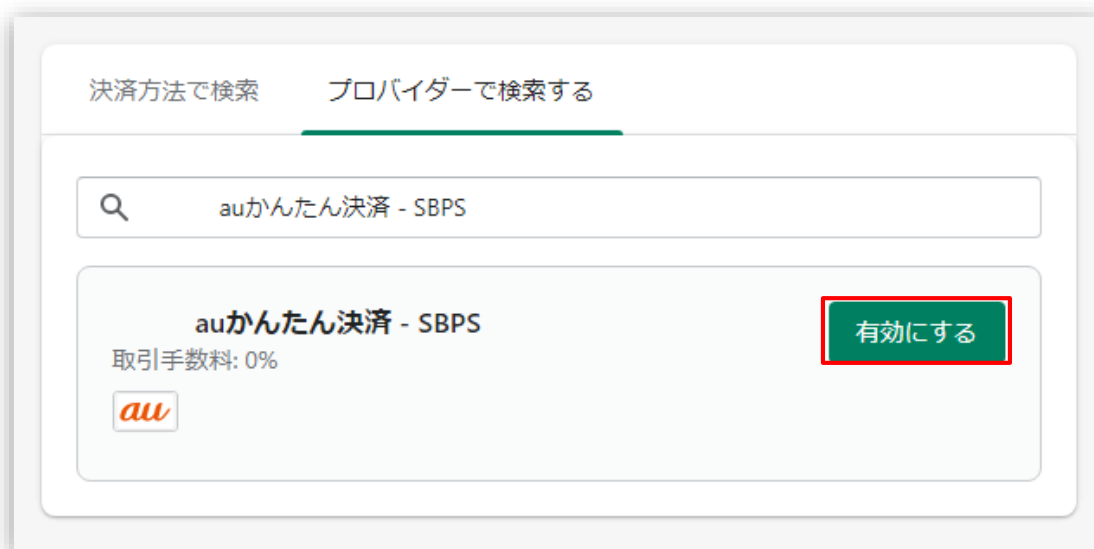 決済方法で検索 プロバイダーで検索する
auかんたん決済 - SBPS
auかんたん決済 - SBPS
有効にする
取引手数料: 0%
au